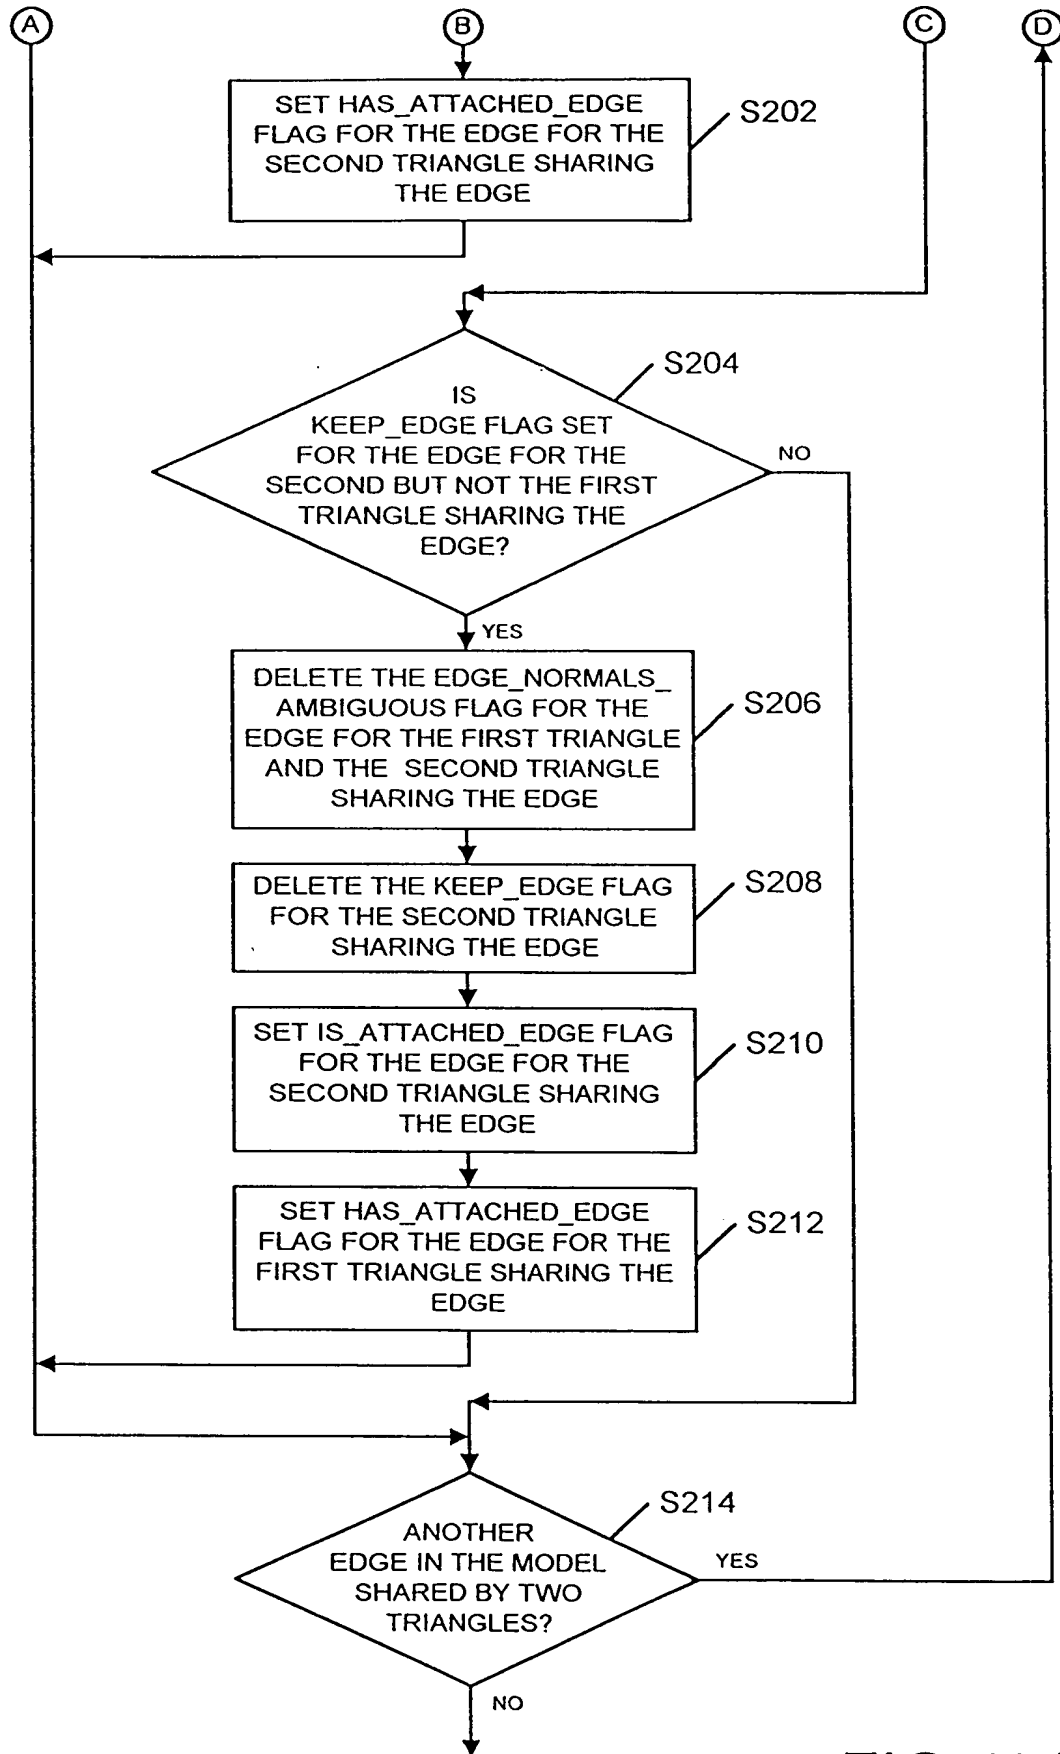 A
B
C
D
SET HAS_ATTACHED_EDGE
FLAG FOR THE EDGE FOR THE
SECOND TRIANGLE SHARING
THE EDGE
S202
S204
IS
KEEP_EDGE FLAG SET
FOR THE EDGE FOR THE
SECOND BUT NOT THE FIRST
TRIANGLE SHARING THE
EDGE?
NO
YES
DELETE THE EDGE_NORMALS_
AMBIGUOUS FLAG FOR THE
EDGE FOR THE FIRST TRIANGLE
AND THE SECOND TRIANGLE
SHARING THE EDGE
S206
DELETE THE KEEP_EDGE FLAG
FOR THE SECOND TRIANGLE
SHARING THE EDGE
S208
SET IS_ATTACHED_EDGE FLAG
FOR THE EDGE FOR THE
SECOND TRIANGLE SHARING
THE EDGE
S210
SET HAS_ATTACHED_EDGE
FLAG FOR THE EDGE FOR THE
FIRST TRIANGLE SHARING THE
EDGE
S212
S214
ANOTHER
EDGE IN THE MODEL
SHARED BY TWO
TRIANGLES?
YES
NO